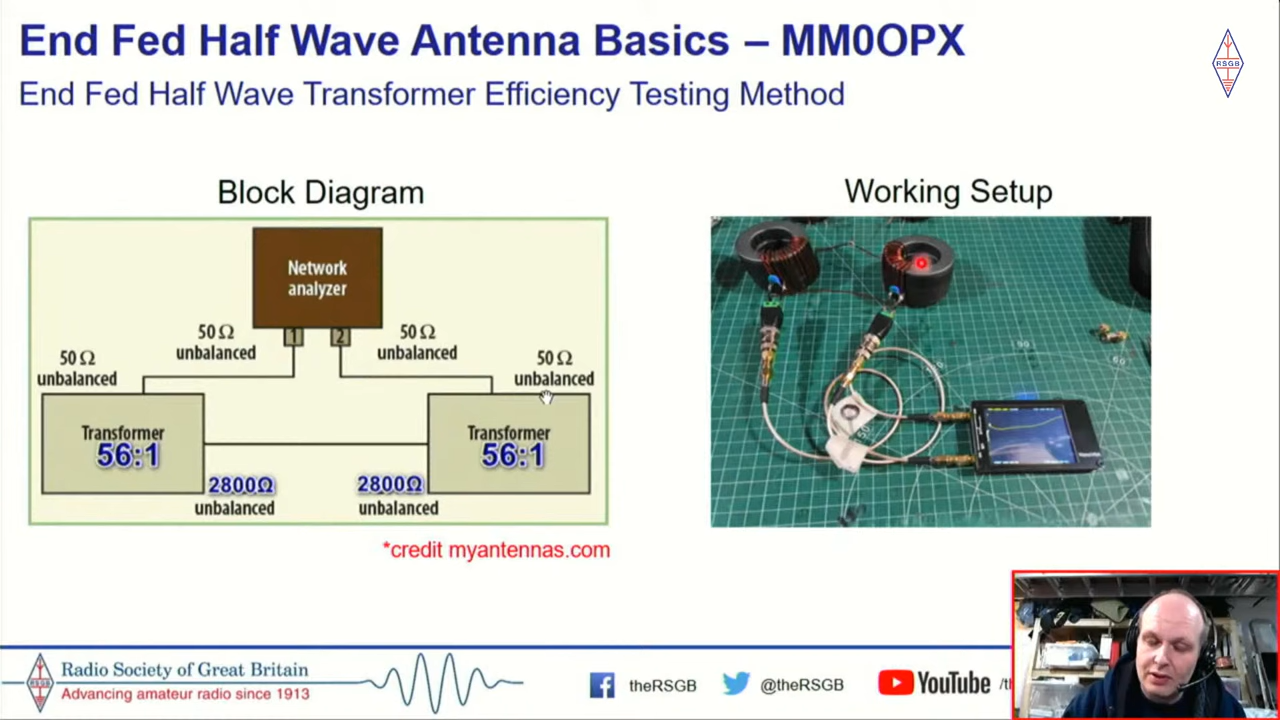 End Fed Half Wave Antenna Basics – MM0OPX
End Fed Half Wave Transformer Efficiency Testing Method
RSGB
Block Diagram
Working Setup
Network
analyzer
1
2
50 Ω
unbalanced
50 Ω
unbalanced
50 Ω
unbalanced
50 Ω
unbalanced
Transformer
56:1
Transformer
56:1
2800Ω
unbalanced
2800Ω
unbalanced
*credit myantennas.com
Radio Society of Great Britain
Advancing amateur radio since 1913
theRSGB
@theRSGB
YouTube